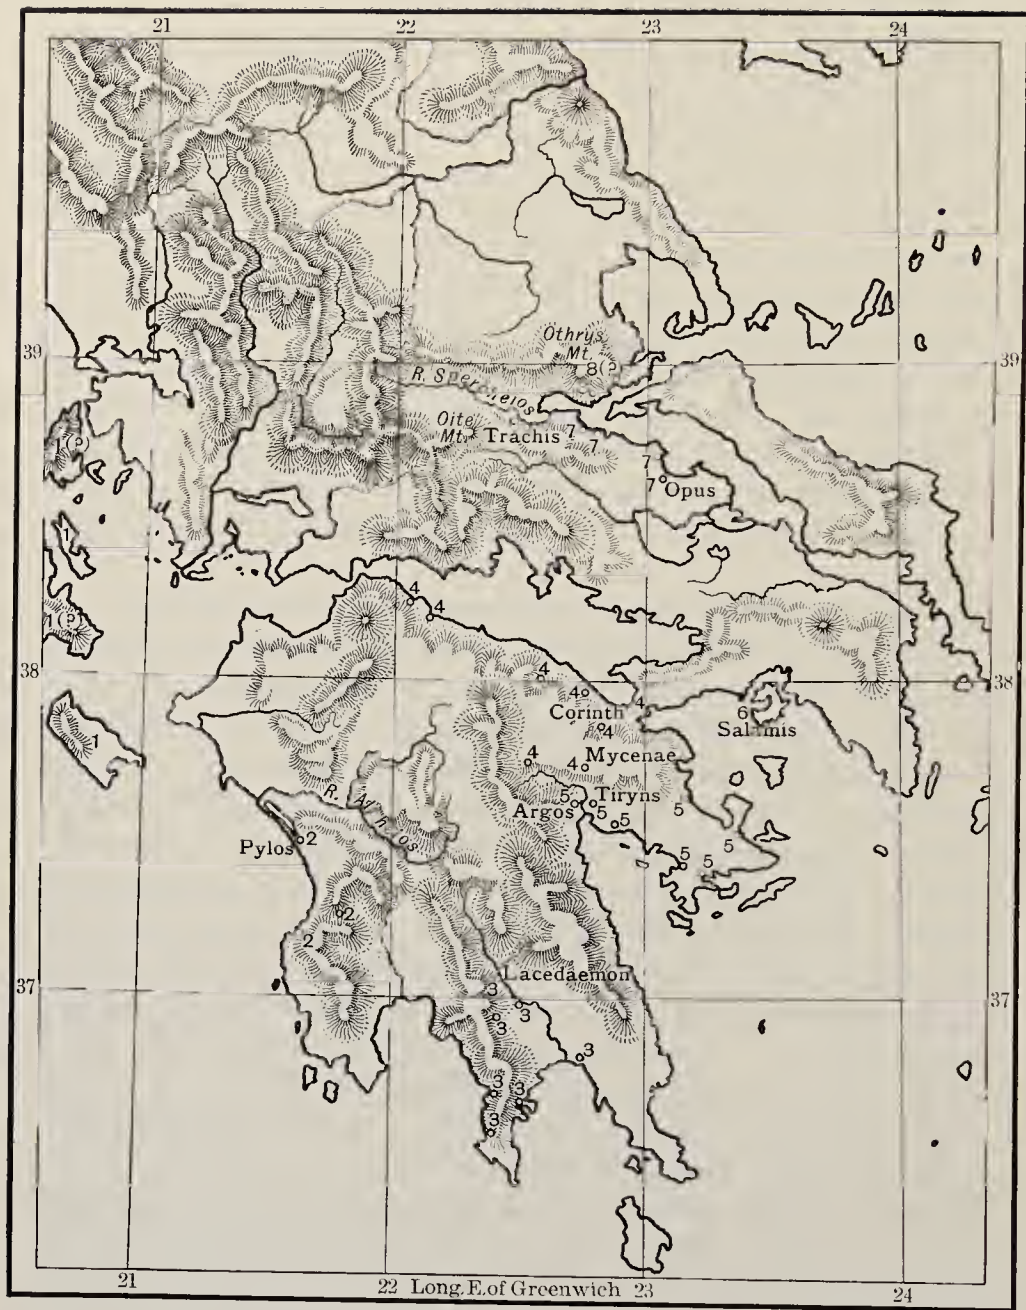 21 22 23 24
Othrys
Mt.
39 8(?) 39
R. Spercheios
Oite
Mt. Trachis 7
7
1(?)
7
7 Opus
1
4
4
1(?)
38 38
4
4
4
6
Corinth
Salamis
1
4
Mycenae
4
4
Tiryns
5
5
5
Argos
5
R. Alpheios
Pylos 2
5
5
5
2
2
Lacedaemon
37 3 37
3
3
3
3
3
3
21 22 Long. E. of Greenwich 23 24